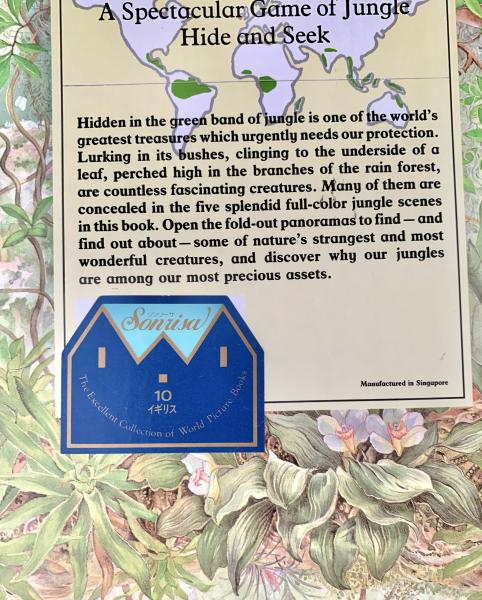 A Spectacular Game of Jungle
Hide and Seek
Hidden in the green band of jungle is one of the world's
greatest treasures which urgently needs our protection.
Lurking in its bushes, clinging to the underside of a
leaf, perched high in the branches of the rain forest,
are countless fascinating creatures. Many of them are
concealed in the five splendid full-color jungle scenes
in this book. Open the fold-out panoramas to find—and
find out about—some of nature's strangest and most
wonderful creatures, and discover why our jungles
are among our most precious assets.
Manufactured in Singapore
ソンリーサ
Sonrisa
10
イギリス
The Excellent Collection of World Picture Books